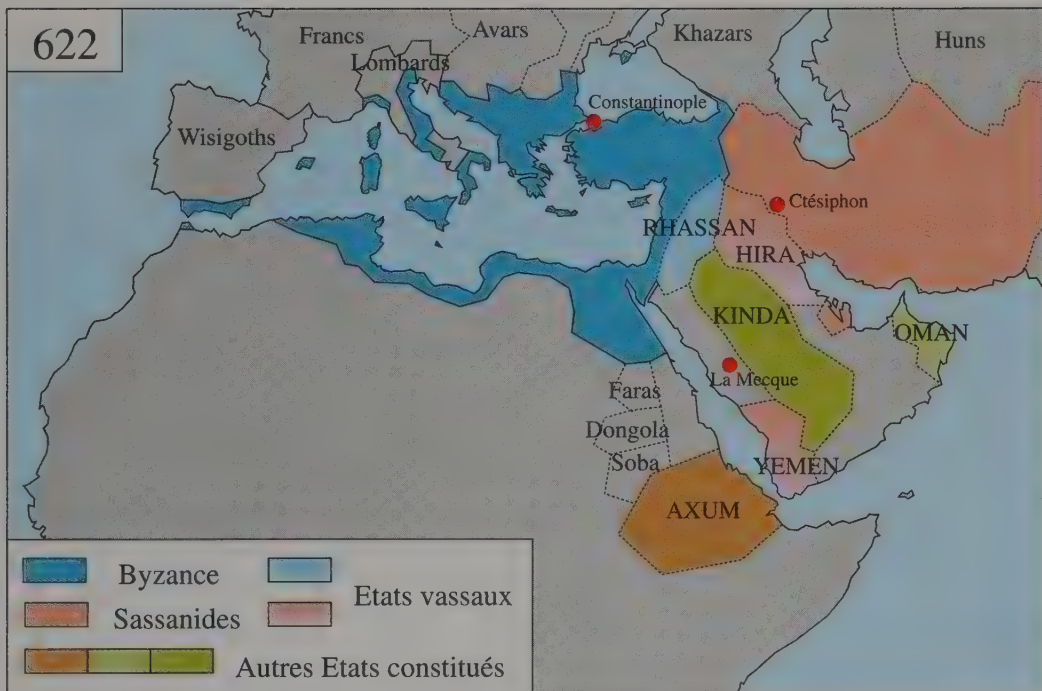 622
Francs
Avars
Khazars
Huns
Lombards
Constantinople
Wisigoths
Ctésiphon
RHASSAN
HIRA
KINDA
OMAN
La Mecque
Faras
Dongola
Soba
YEMEN
AXUM
Byzance
Etats vassaux
Sassanides
Autres Etats constitués